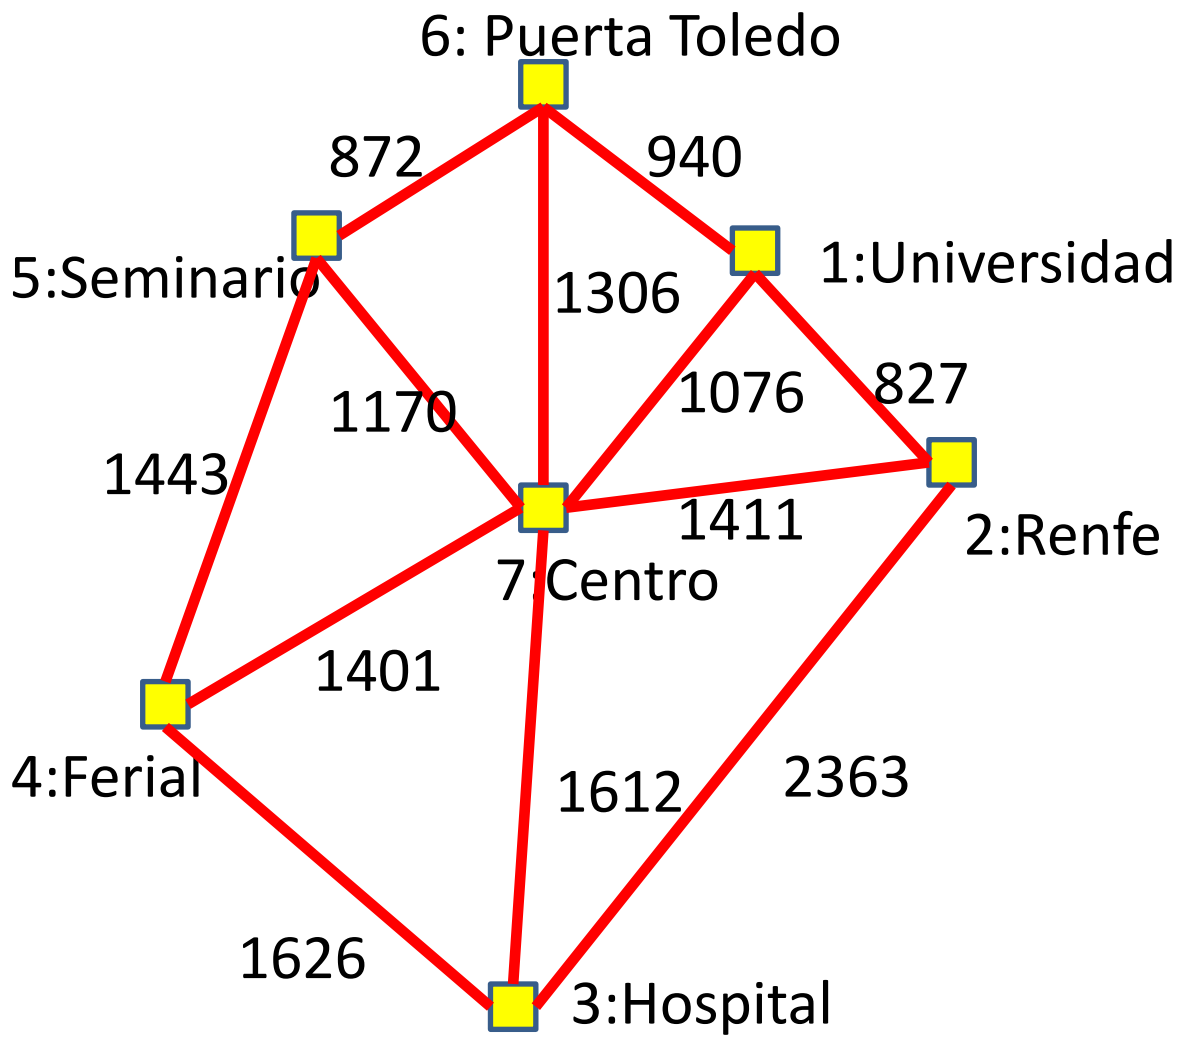 6: Puerta Toledo
872
940
5:Seminario
1:Universidad
1306
1170
1076
827
1443
1411
2:Renfe
7:Centro
1401
4:Ferial
1612
2363
1626
3:Hospital